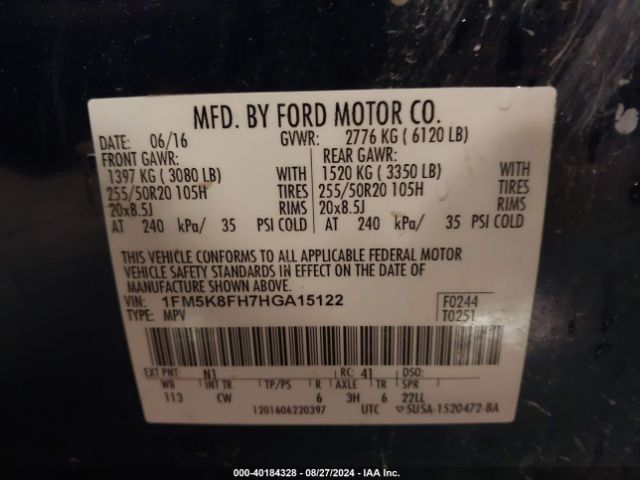 MFD. BY FORD MOTOR CO.
DATE: 06/16 GVWR: 2776 KG ( 6120 LB)
FRONT GAWR: REAR GAWR:
1397 KG ( 3080 LB) WITH 1520 KG ( 3350 LB) WITH
255/50R20 105H TIRES 255/50R20 105H TIRES
20x8.5J RIMS 20x8.5J RIMS
AT 240 kPa/ 35 PSI COLD AT 240 kPa/ 35 PSI COLD
THIS VEHICLE CONFORMS TO ALL APPLICABLE FEDERAL MOTOR
VEHICLE SAFETY STANDARDS IN EFFECT ON THE DATE OF
MANUFACTURE SHOWN ABOVE.
VIN: 1FM5K8FH7HGA15122 F0244
TYPE: MPV T0251
EXT PNT: N1 RC: 41 DSO:
WB INT TR TP/PS R AXLE TR SPR
113 CW 6 3H 6 22LL
1201606220397 UTC 5U5A-1520472-BA
000-40184328 - 08/27/2024 - IAA Inc.